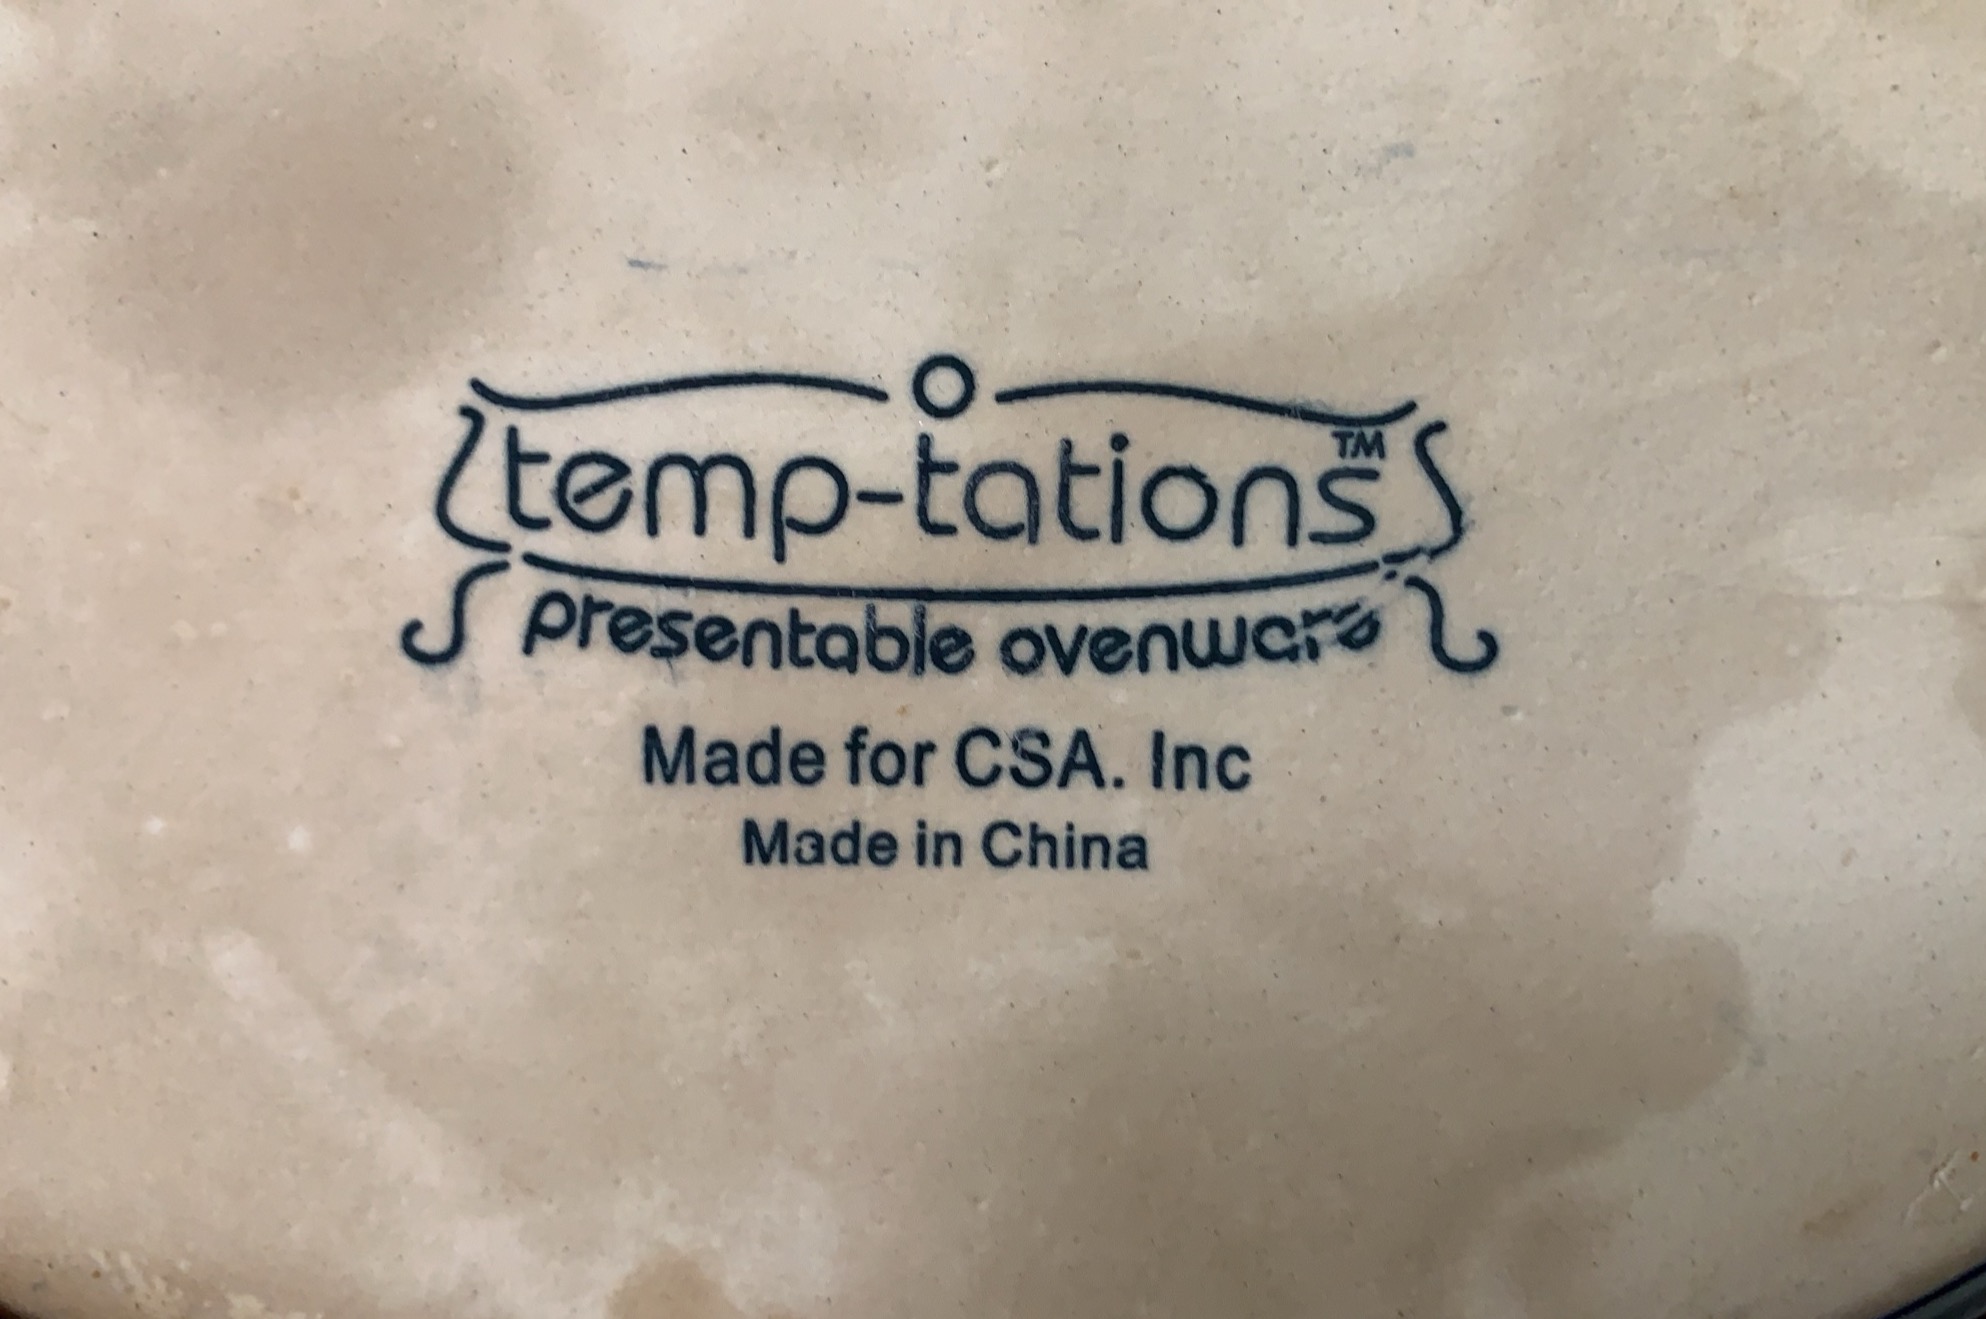 temp-tations™
presentable ovenware
Made for CSA. Inc
Made in China